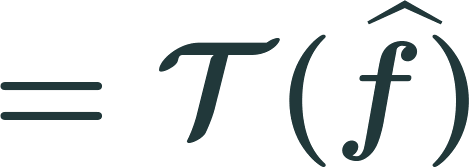 = 𝒯(f̂)